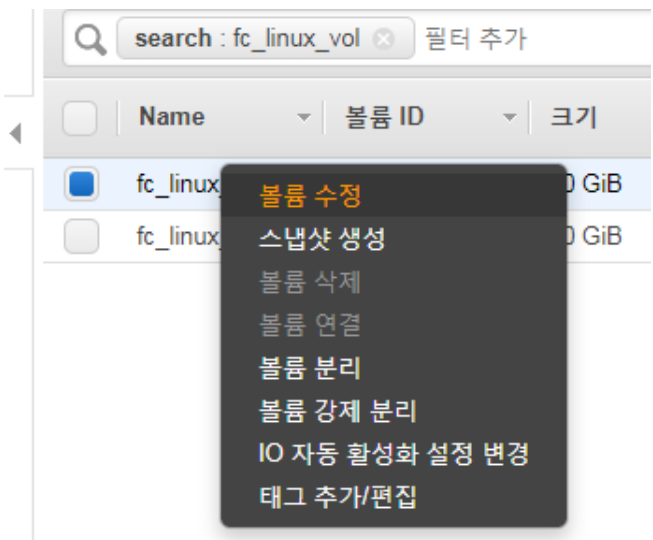 search : fc_linux_vol 필터 추가
Name 볼륨 ID 크기
fc_linux 0 GiB
볼륨 수정
fc_linux 0 GiB
스냅샷 생성
볼륨 삭제
볼륨 연결
볼륨 분리
볼륨 강제 분리
IO 자동 활성화 설정 변경
태그 추가/편집